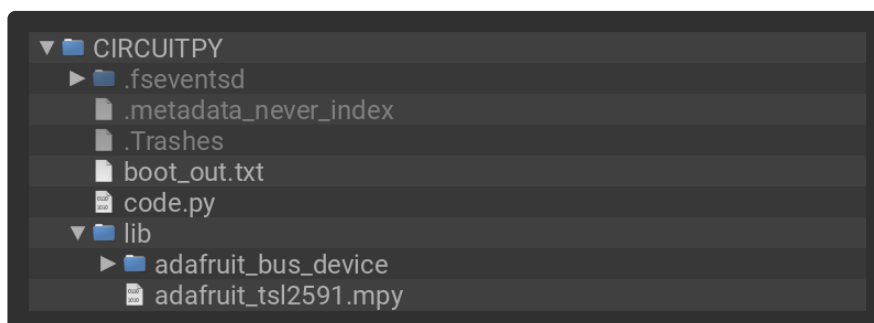 CIRCUITPY
.fseventsd
.metadata_never_index
.Trashes
boot_out.txt
code.py
lib
adafruit_bus_device
adafruit_tsl2591.mpy